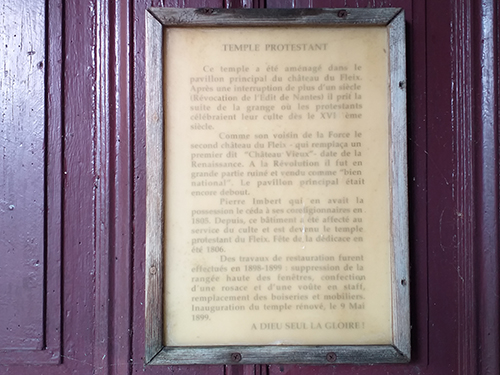 TEMPLE PROTESTANT
Ce temple a été aménagé dans le
pavillon principal du château du Fleix.
Après une interruption de plus d'un siècle
(Révocation de l'Edit de Nantes) il prit la
suite de la grange où les protestants
célébraient leur culte dès le XVI ème
siècle.
Comme son voisin de la Force le
second château du Fleix - qui remplaça un
premier dit "Château Vieux"- date de la
Renaissance. A la Révolution il fut en
grande partie ruiné et vendu comme "bien
national". Le pavillon principal était
encore debout.
Pierre Imbert qui en avait la
possession le céda à ses coreligionnaires en
1805. Depuis, ce bâtiment a été affecté au
service du culte et est devenu le temple
protestant du Fleix. Fête de la dédicace en
été 1806.
Des travaux de restauration furent
effectués en 1898-1899 : suppression de la
rangée haute des fenêtres, confection
d'une rosace et d'une voûte en staff,
remplacement des boiseries et mobiliers.
Inauguration du temple rénové, le 9 Mai
1899.
A DIEU SEUL LA GLOIRE !